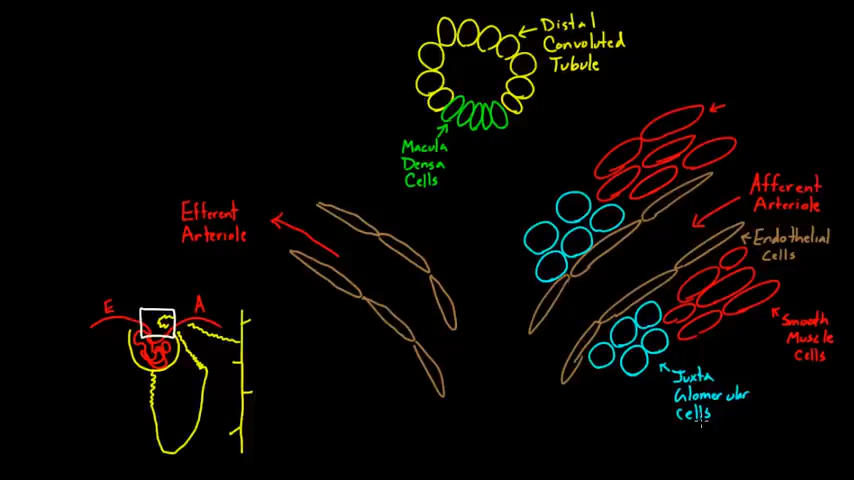 Distal
Convoluted
Tubule
Macula
Densa
Cells
Afferent
Arteriole
Efferent
Arteriole
Endothelial
Cells
E
A
Smooth
Muscle
Cells
Juxta
Glomerular
cells